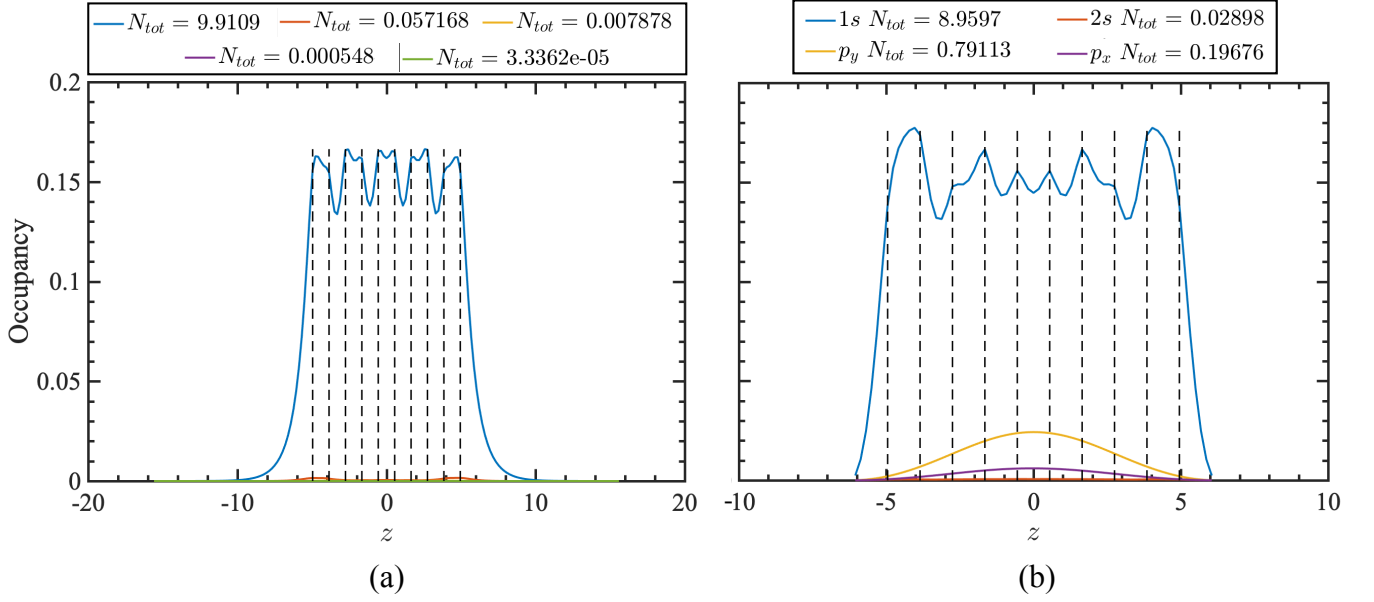 N_tot = 9.9109 N_tot = 0.057168 N_tot = 0.007878
N_tot = 0.000548 N_tot = 3.3362e-05
1s N_tot = 8.9597 2s N_tot = 0.02898
p_y N_tot = 0.79113 p_x N_tot = 0.19676
0.2
0.15
0.1
0.05
0
Occupancy
-20 -10 0 10 20
z
(a)
-10 -5 0 5 10
z
(b)